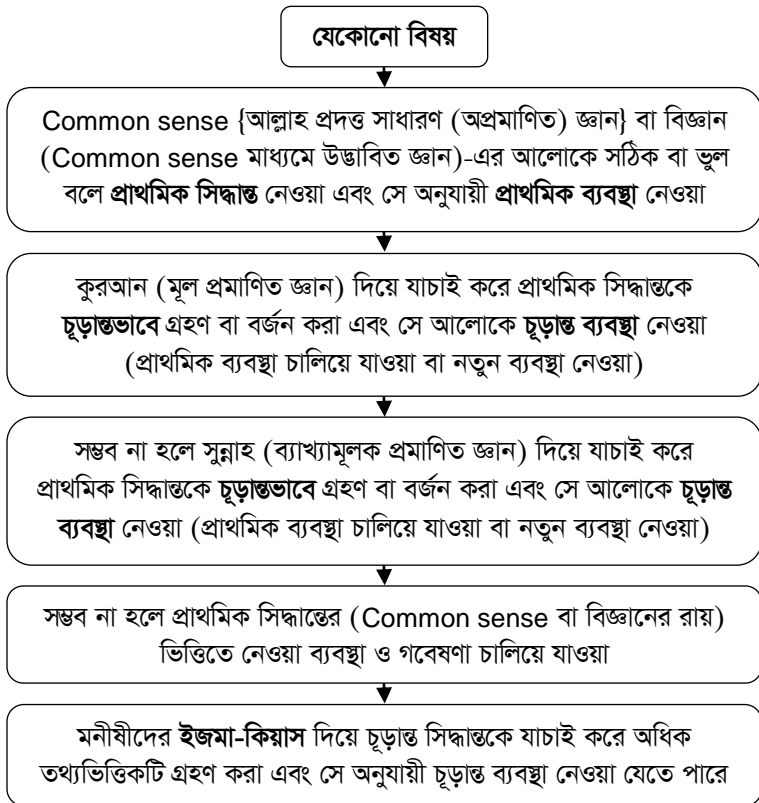 যেকোনো বিষয়
Common sense {আল্লাহ প্রদত্ত সাধারণ (অপ্রমাণিত) জ্ঞান} বা বিজ্ঞান
(Common sense মাধ্যমে উদ্ভাবিত জ্ঞান)-এর আলোকে সঠিক বা ভুল
বলে প্রাথমিক সিদ্ধান্ত নেওয়া এবং সে অনুযায়ী প্রাথমিক ব্যবস্থা নেওয়া
কুরআন (মূল প্রমাণিত জ্ঞান) দিয়ে যাচাই করে প্রাথমিক সিদ্ধান্তকে
চূড়ান্তভাবে গ্রহণ বা বর্জন করা এবং সে আলোকে চূড়ান্ত ব্যবস্থা নেওয়া
(প্রাথমিক ব্যবস্থা চালিয়ে যাওয়া বা নতুন ব্যবস্থা নেওয়া)
সম্ভব না হলে সুন্নাহ (ব্যাখ্যামূলক প্রমাণিত জ্ঞান) দিয়ে যাচাই করে
প্রাথমিক সিদ্ধান্তকে চূড়ান্তভাবে গ্রহণ বা বর্জন করা এবং সে আলোকে চূড়ান্ত
ব্যবস্থা নেওয়া (প্রাথমিক ব্যবস্থা চালিয়ে যাওয়া বা নতুন ব্যবস্থা নেওয়া)
সম্ভব না হলে প্রাথমিক সিদ্ধান্তের (Common sense বা বিজ্ঞানের রায়)
ভিত্তিতে নেওয়া ব্যবস্থা ও গবেষণা চালিয়ে যাওয়া
মনীষীদের ইজমা-কিয়াস দিয়ে চূড়ান্ত সিদ্ধান্তকে যাচাই করে অধিক
তথ্যভিত্তিকটি গ্রহণ করা এবং সে অনুযায়ী চূড়ান্ত ব্যবস্থা নেওয়া যেতে পারে